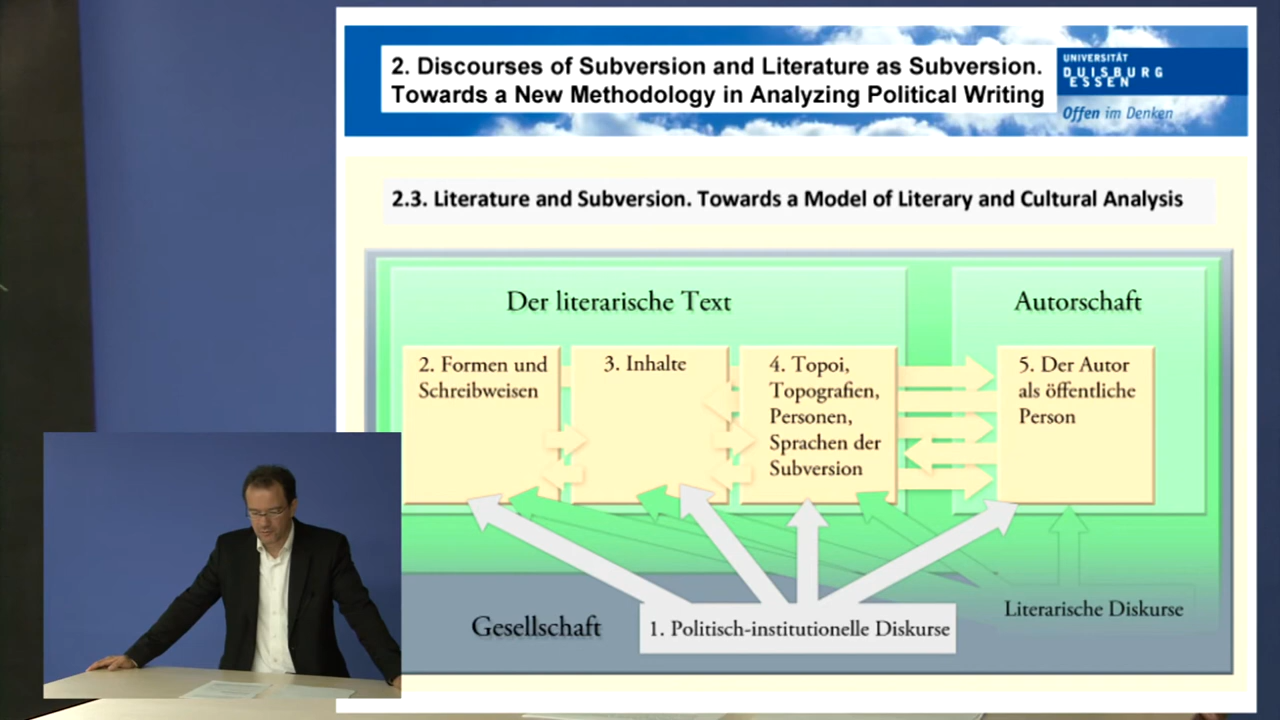 2. Discourses of Subversion and Literature as Subversion.
Towards a New Methodology in Analyzing Political Writing
UNIVERSITÄT
DUISBURG
ESSEN
Offen im Denken
2.3. Literature and Subversion. Towards a Model of Literary and Cultural Analysis
Der literarische Text
Autorschaft
2. Formen und
Schreibweisen
3. Inhalte
4. Topoi,
Topografien,
Personen,
Sprachen der
Subversion
5. Der Autor
als öffentliche
Person
Gesellschaft
1. Politisch-institutionelle Diskurse
Literarische Diskurse